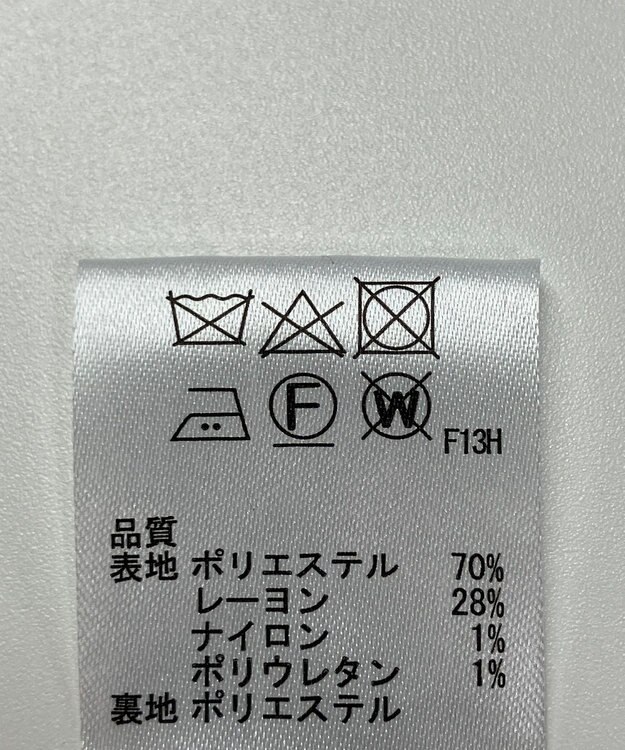 F W F13H
品質
表地 ポリエステル 70%
レーヨン 28%
ナイロン 1%
ポリウレタン 1%
裏地 ポリエステル